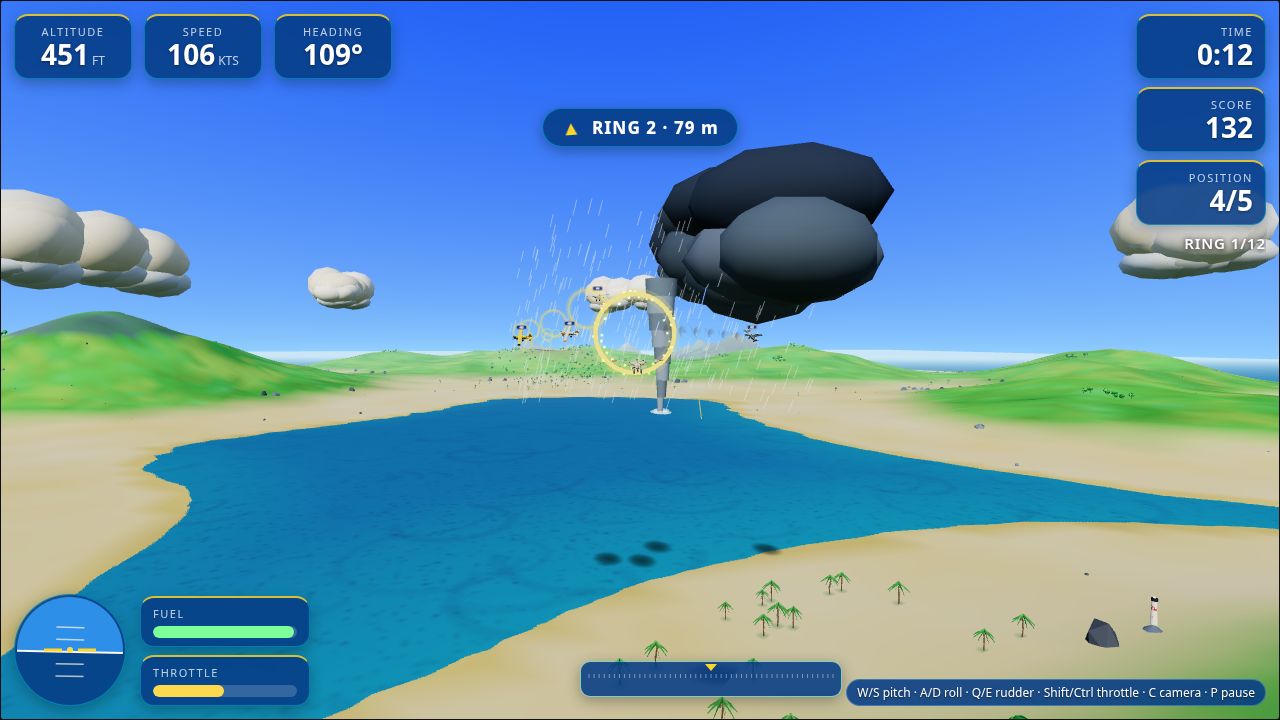 ALTITUDE
451 FT
SPEED
106 KTS
HEADING
109°
TIME
0:12
SCORE
132
POSITION
4/5
RING 1/12
▲ RING 2 · 79 m
FUEL
THROTTLE
W/S pitch · A/D roll · Q/E rudder · Shift/Ctrl throttle · C camera · P pause